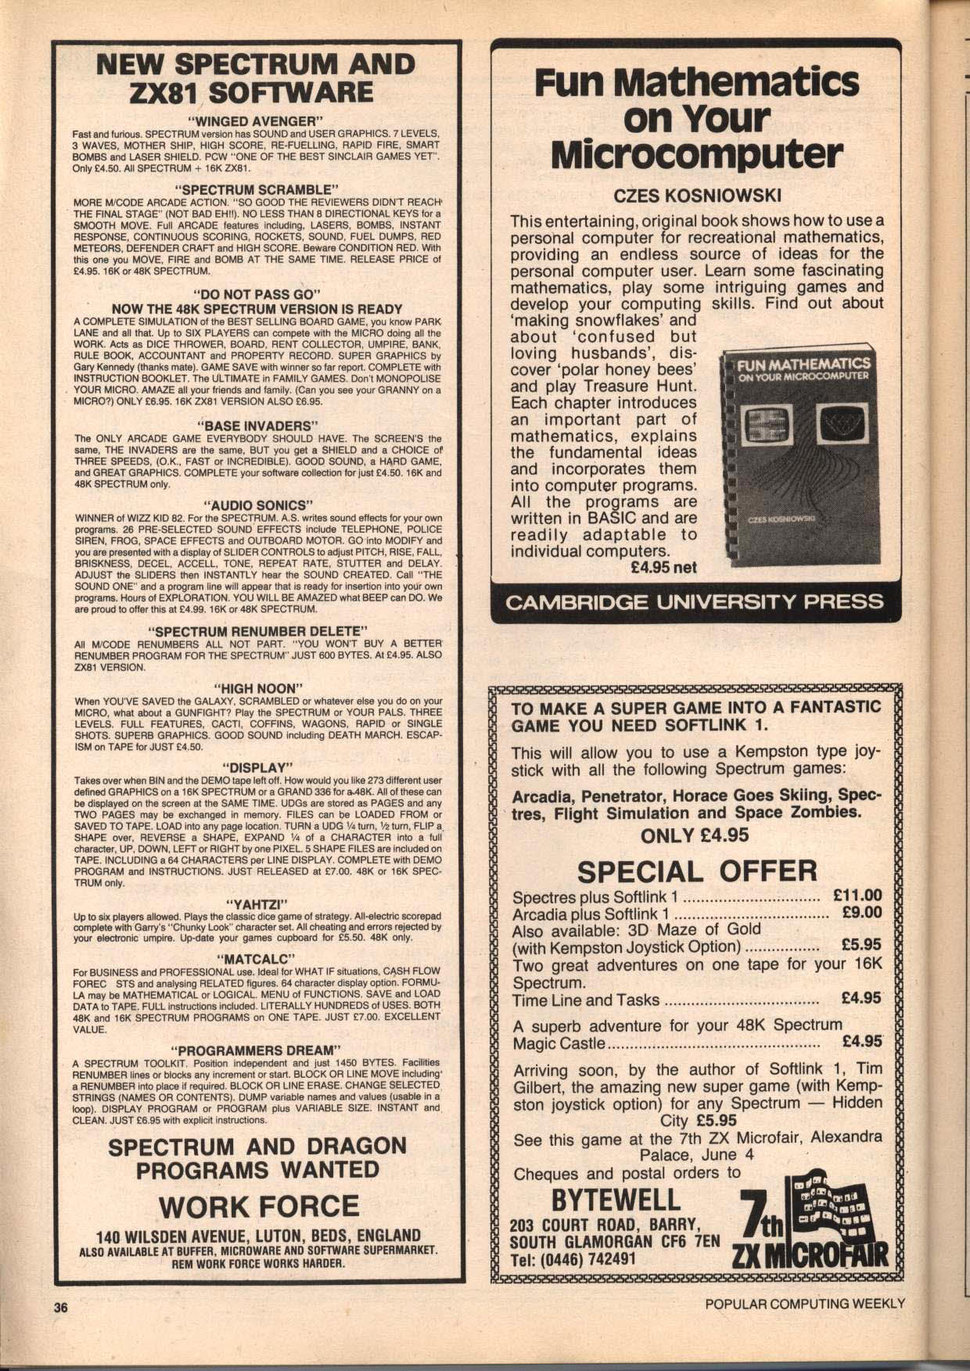 NEW SPECTRUM AND
ZX81 SOFTWARE
"WINGED AVENGER"
Fast and furious. SPECTRUM version has SOUND and USER GRAPHICS. 7 LEVELS,
3 WAVES, MOTHER SHIP, HIGH SCORE, RE-FUELLING, RAPID FIRE, SMART
BOMBS and LASER SHIELD. PCW "ONE OF THE BEST SINCLAIR GAMES YET".
Only £4.50. All SPECTRUM + 16K ZX81.
"SPECTRUM SCRAMBLE"
MORE M/CODE ARCADE ACTION. "SO GOOD THE REVIEWERS DIDN'T REACH
THE FINAL STAGE" (NOT BAD EH!!). NO LESS THAN 8 DIRECTIONAL KEYS for a
SMOOTH MOVE. Full ARCADE features including, LASERS, BOMBS, INSTANT
RESPONSE, CONTINUOUS SCORING, ROCKETS, SOUND, FUEL DUMPS, RED
METEORS, DEFENDER CRAFT and HIGH SCORE. Beware CONDITION RED. With
this one you MOVE, FIRE and BOMB AT THE SAME TIME. RELEASE PRICE of
£4.95. 16K or 48K SPECTRUM.
"DO NOT PASS GO"
NOW THE 48K SPECTRUM VERSION IS READY
A COMPLETE SIMULATION of the BEST SELLING BOARD GAME, you know PARK
LANE and all that. Up to SIX PLAYERS can compete with the MICRO doing all the
WORK. Acts as DICE THROWER, BOARD, RENT COLLECTOR, UMPIRE, BANK,
RULE BOOK, ACCOUNTANT and PROPERTY RECORD. SUPER GRAPHICS by
Gary Kennedy (thanks mate). GAME SAVE with winner so far report. COMPLETE with
INSTRUCTION BOOKLET. The ULTIMATE in FAMILY GAMES. Don't MONOPOLISE
YOUR MICRO. AMAZE all your friends and family. (Can you see your GRANNY on a
MICRO?) ONLY £6.95. 16K ZX81 VERSION ALSO £6.95.
"BASE INVADERS"
The ONLY ARCADE GAME EVERYBODY SHOULD HAVE. The SCREEN'S the
same, THE INVADERS are the same, BUT you get a SHIELD and a CHOICE of
THREE SPEEDS, (O.K., FAST or INCREDIBLE). GOOD SOUND, a HARD GAME,
and GREAT GRAPHICS. COMPLETE your software collection for just £4.50. 16K and
48K SPECTRUM only.
"AUDIO SONICS"
WINNER of WIZZ KID 82. For the SPECTRUM. A.S. writes sound effects for your own
programs. 26 PRE-SELECTED SOUND EFFECTS include TELEPHONE, POLICE
SIREN, FROG, SPACE EFFECTS and OUTBOARD MOTOR. GO into MODIFY and
you are presented with a display of SLIDER CONTROLS to adjust PITCH, RISE, FALL,
BRISKNESS, DECEL, ACCELL, TONE, REPEAT RATE, STUTTER and DELAY.
ADJUST the SLIDERS then INSTANTLY hear the SOUND CREATED. Call "THE
SOUND ONE" and a program line will appear that is ready for insertion into your own
programs. Hours of EXPLORATION. YOU WILL BE AMAZED what BEEP can DO. We
are proud to offer this at £4.99. 16K or 48K SPECTRUM.
"SPECTRUM RENUMBER DELETE"
All M/CODE RENUMBERS ALL NOT PART. "YOU WON'T BUY A BETTER
RENUMBER PROGRAM FOR THE SPECTRUM" JUST 600 BYTES. At £4.95. ALSO
ZX81 VERSION.
"HIGH NOON"
When YOU'VE SAVED the GALAXY, SCRAMBLED or whatever else you do on your
MICRO, what about a GUNFIGHT? Play the SPECTRUM or YOUR PALS. THREE
LEVELS. FULL FEATURES, CACTI, COFFINS, WAGONS, RAPID or SINGLE
SHOTS. SUPERB GRAPHICS. GOOD SOUND including DEATH MARCH. ESCAP-
ISM on TAPE for JUST £4.50.
"DISPLAY"
Takes over when BIN and the DEMO tape left off. How would you like 273 different user
defined GRAPHICS on a 16K SPECTRUM or a GRAND 336 for a 48K. All of these can
be displayed on the screen at the SAME TIME. UDGs are stored as PAGES and any
TWO PAGES may be exchanged in memory. FILES can be LOADED FROM or
SAVED TO TAPE. LOAD into any page location. TURN a UDG ¼ turn, ½ turn, FLIP a
SHAPE over, REVERSE a SHAPE, EXPAND ¼ of a CHARACTER into a full
character, UP, DOWN, LEFT or RIGHT by one PIXEL. 5 SHAPE FILES are included on
TAPE. INCLUDING a 64 CHARACTERS per LINE DISPLAY. COMPLETE with DEMO
PROGRAM and INSTRUCTIONS. JUST RELEASED at £7.00. 48K or 16K SPEC-
TRUM only.
"YAHTZI"
Up to six players allowed. Plays the classic dice game of strategy. All-electric scorepad
complete with Garry's "Chunky Look" character set. All cheating and errors rejected by
your electronic umpire. Up-date your games cupboard for £5.50. 48K only.
"MATCALC"
For BUSINESS and PROFESSIONAL use. Ideal for WHAT IF situations, CASH FLOW
FOREC STS and analysing RELATED figures. 64 character display option. FORMU-
LA may be MATHEMATICAL or LOGICAL. MENU of FUNCTIONS. SAVE and LOAD
DATA to TAPE. FULL instructions included. LITERALLY HUNDREDS of USES. BOTH
48K and 16K SPECTRUM PROGRAMS on ONE TAPE. JUST £7.00. EXCELLENT
VALUE.
"PROGRAMMERS DREAM"
A SPECTRUM TOOLKIT. Position independent and just 1450 BYTES. Facilities
RENUMBER lines or blocks any increment or start. BLOCK OR LINE MOVE including
a RENUMBER into place if required. BLOCK OR LINE ERASE. CHANGE SELECTED
STRINGS (NAMES OR CONTENTS). DUMP variable names and values (usable in a
loop). DISPLAY PROGRAM or PROGRAM plus VARIABLE SIZE. INSTANT and
CLEAN. JUST £6.95 with explicit instructions.
SPECTRUM AND DRAGON
PROGRAMS WANTED
WORK FORCE
140 WILSDEN AVENUE, LUTON, BEDS, ENGLAND
ALSO AVAILABLE AT BUFFER, MICROWARE AND SOFTWARE SUPERMARKET.
REM WORK FORCE WORKS HARDER.
Fun Mathematics
on Your
Microcomputer
CZES KOSNIOWSKI
This entertaining, original book shows how to use a
personal computer for recreational mathematics,
providing an endless source of ideas for the
personal computer user. Learn some fascinating
mathematics, play some intriguing games and
develop your computing skills. Find out about
'making snowflakes' and
about 'confused but
loving husbands', dis-
cover 'polar honey bees'
and play Treasure Hunt.
Each chapter introduces
an important part of
mathematics, explains
the fundamental ideas
and incorporates them
into computer programs.
All the programs are
written in BASIC and are
readily adaptable to
individual computers.
£4.95 net
FUN MATHEMATICS
ON YOUR MICROCOMPUTER
CZES KOSNIOWSKI
CAMBRIDGE UNIVERSITY PRESS
TO MAKE A SUPER GAME INTO A FANTASTIC
GAME YOU NEED SOFTLINK 1.
This will allow you to use a Kempston type joy-
stick with all the following Spectrum games:
Arcadia, Penetrator, Horace Goes Skiing, Spec-
tres, Flight Simulation and Space Zombies.
ONLY £4.95
SPECIAL OFFER
Spectres plus Softlink 1 .............................. £11.00
Arcadia plus Softlink 1 .................................. £9.00
Also available: 3D Maze of Gold
(with Kempston Joystick Option) ................ £5.95
Two great adventures on one tape for your 16K
Spectrum.
Time Line and Tasks .................................. £4.95
A superb adventure for your 48K Spectrum
Magic Castle.............................................. £4.95
Arriving soon, by the author of Softlink 1, Tim
Gilbert, the amazing new super game (with Kemp-
ston joystick option) for any Spectrum — Hidden
City £5.95
See this game at the 7th ZX Microfair, Alexandra
Palace, June 4
Cheques and postal orders to
BYTEWELL
203 COURT ROAD, BARRY,
SOUTH GLAMORGAN CF6 7EN
Tel: (0446) 742491
7th
ZX MICROFAIR
36
POPULAR COMPUTING WEEKLY